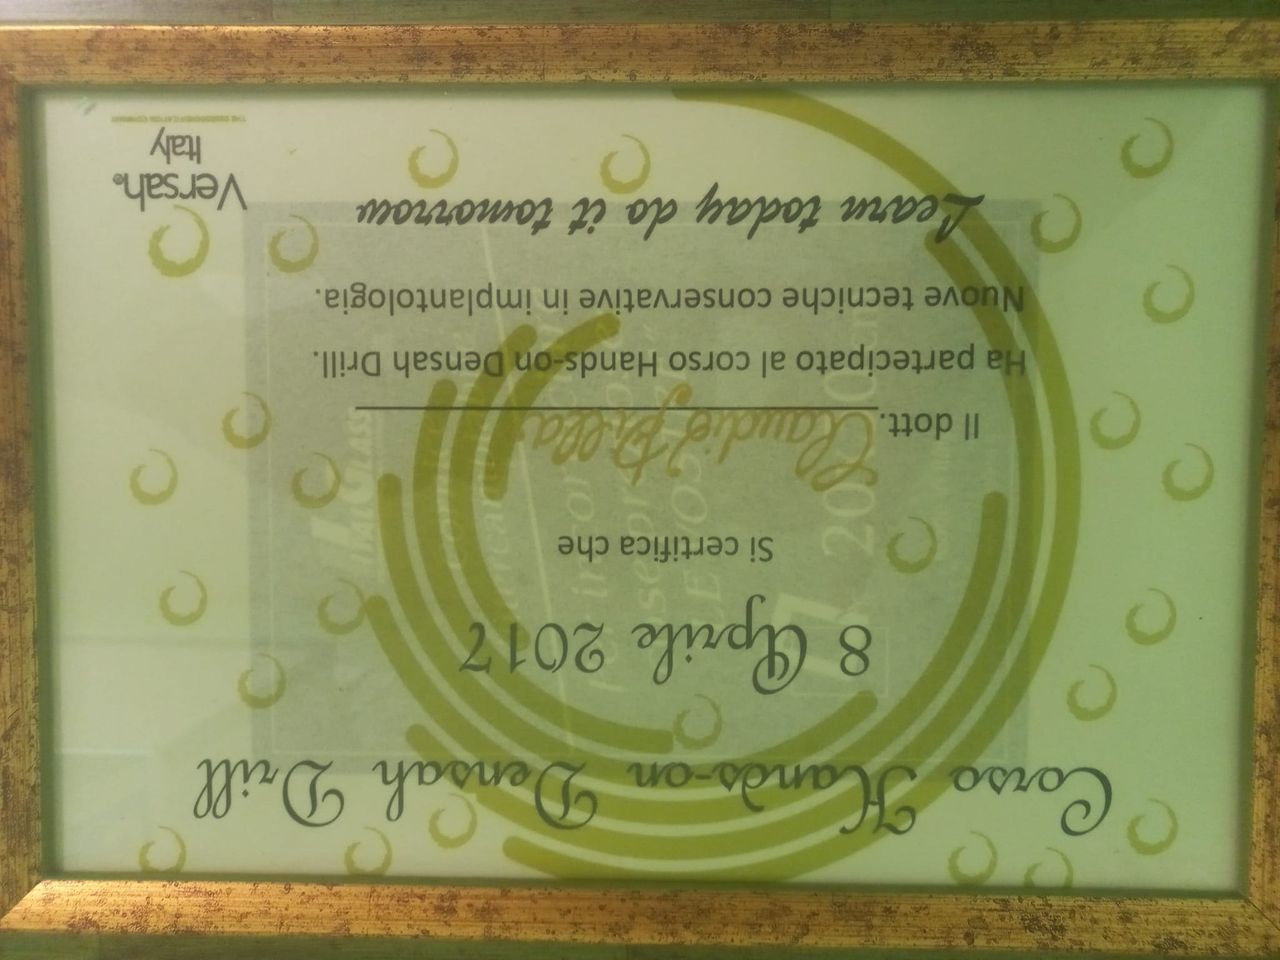 Corso Hands-on Densah Drill
8 Aprile 2017
Si certifica che
Il dott. Claudio
Ha partecipato al corso Hands-on Densah Drill.
Nuove tecniche conservative in implantologia.
Learn today do it tomorrow
Versah®
Italy